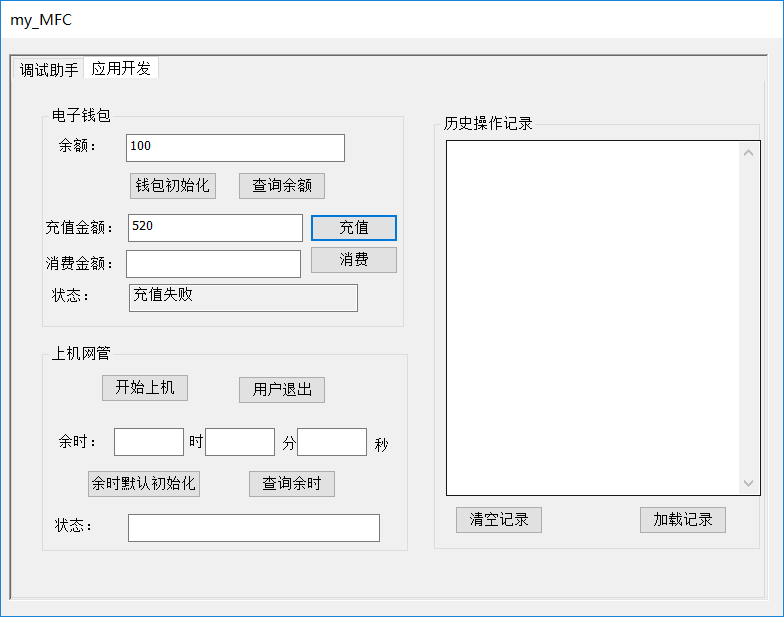 my_MFC
调试助手 应用开发
电子钱包
余额： 100
钱包初始化 查询余额
充值金额： 520 充值
消费金额： 消费
状态： 充值失败
上机网管
开始上机 用户退出
余时： 时 分 秒
余时默认初始化 查询余时
状态：
历史操作记录
清空记录 加载记录